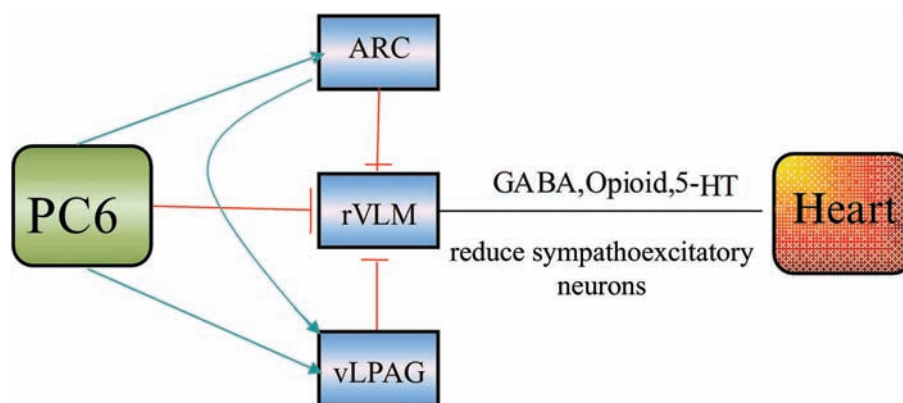 ARC
PC6
rVLM
GABA,Opioid,5-HT
reduce sympathoexcitatory
neurons
Heart
vLPAG